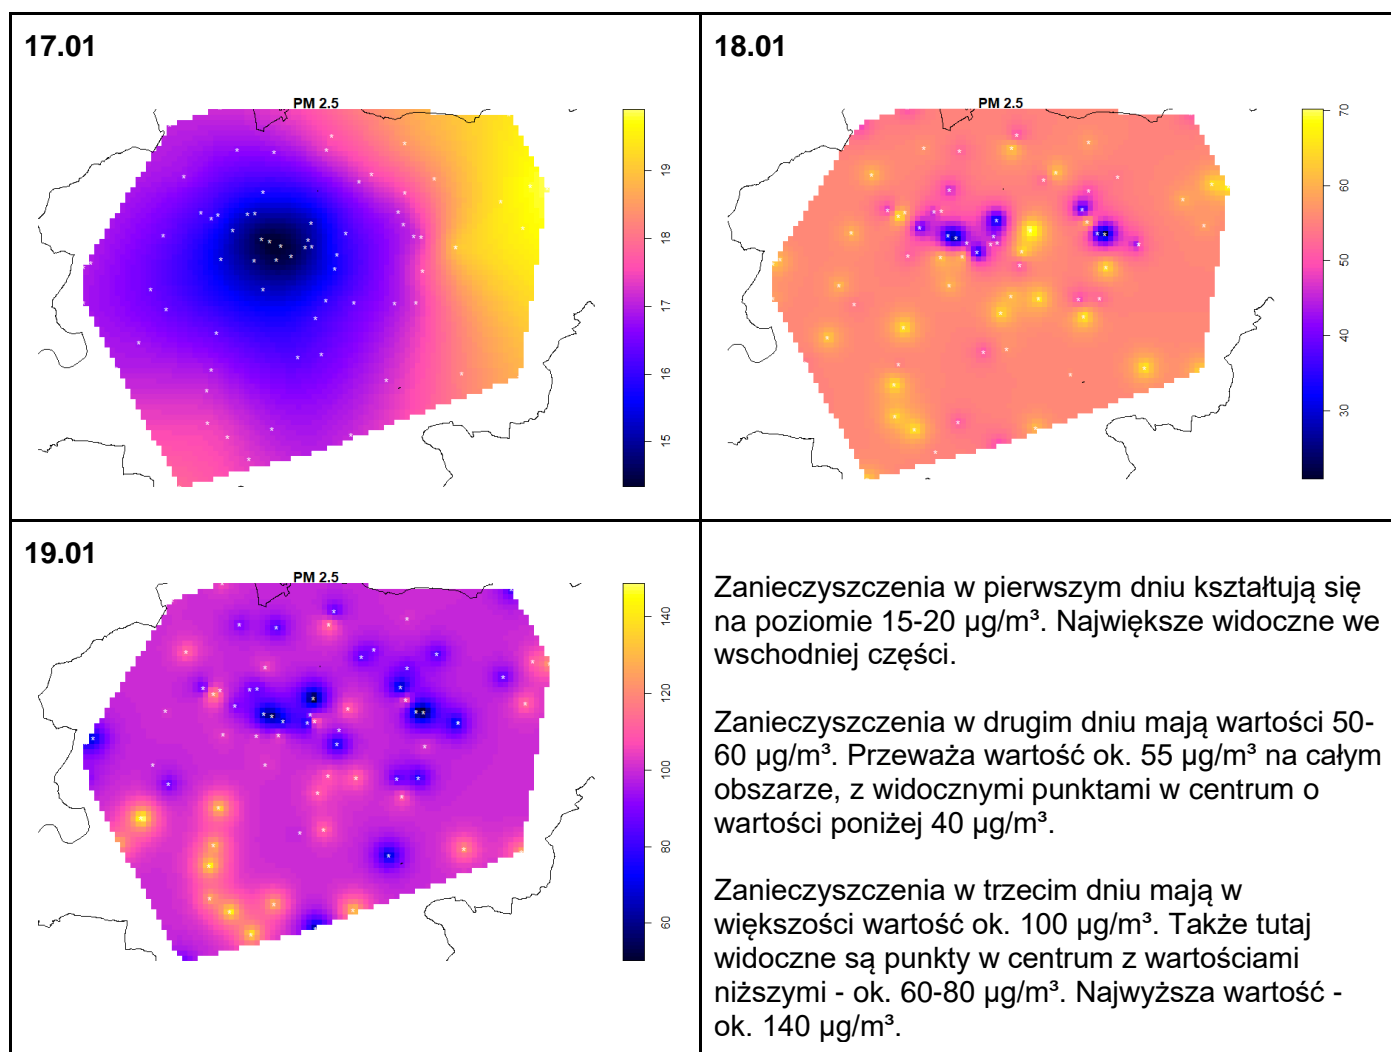 17.01
PM 2.5
19
18
17
16
15
18.01
PM 2.5
70
60
50
40
30
19.01
PM 2.5
140
120
100
80
60
Zanieczyszczenia w pierwszym dniu kształtują się
na poziomie 15-20 µg/m³. Największe widoczne we
wschodniej części.
Zanieczyszczenia w drugim dniu mają wartości 50-
60 µg/m³. Przeważa wartość ok. 55 µg/m³ na całym
obszarze, z widocznymi punktami w centrum o
wartości poniżej 40 µg/m³.
Zanieczyszczenia w trzecim dniu mają w
większości wartość ok. 100 µg/m³. Także tutaj
widoczne są punkty w centrum z wartościami
niższymi - ok. 60-80 µg/m³. Najwyższa wartość -
ok. 140 µg/m³.